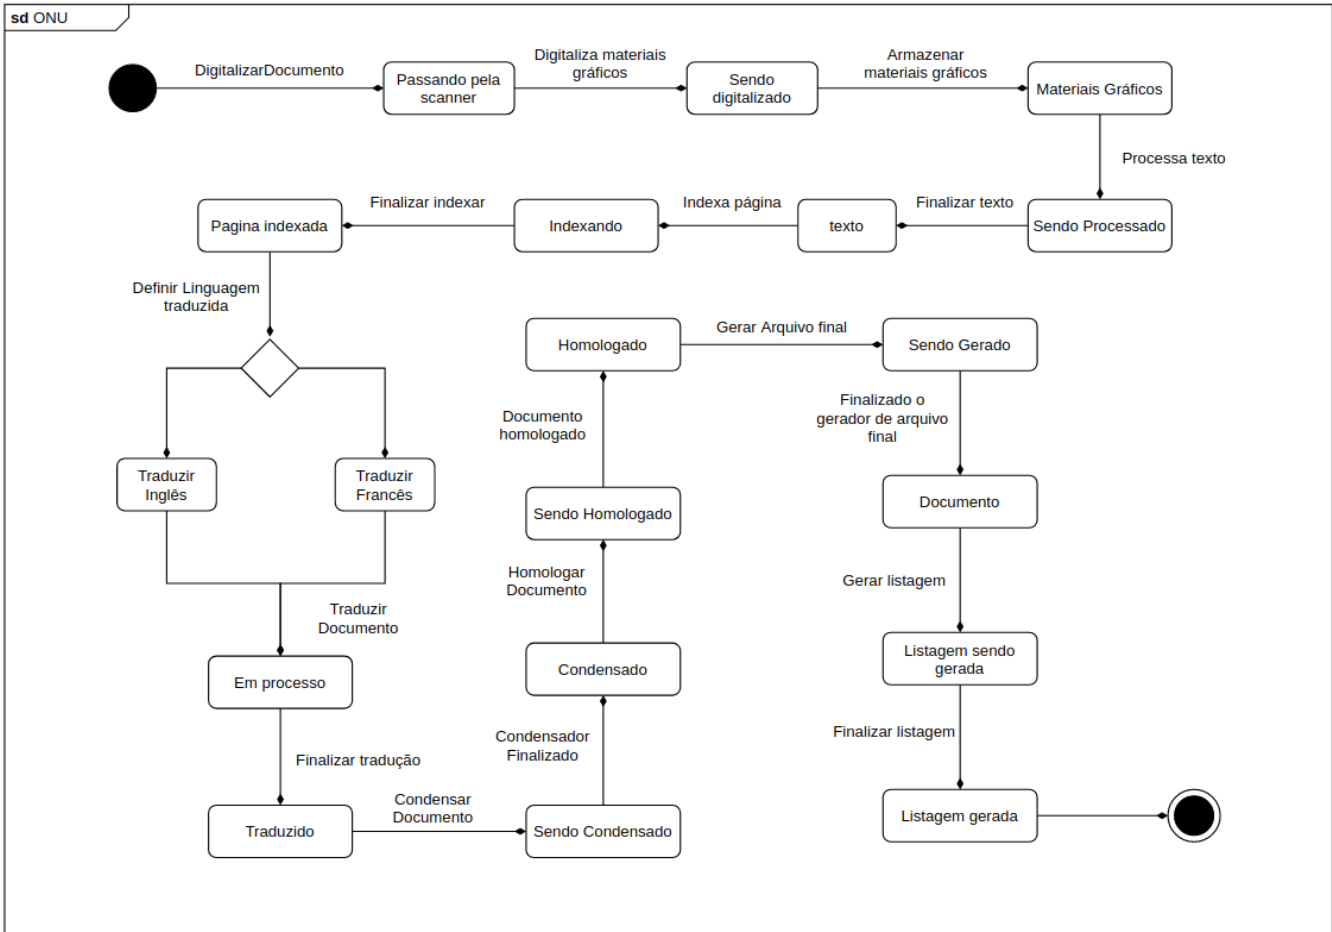 sd ONU
DigitalizarDocumento
Passando pela
scanner
Digitaliza materiais
gráficos
Sendo
digitalizado
Armazenar
materiais gráficos
Materiais Gráficos
Processa texto
Sendo Processado
Finalizar texto
texto
Indexa página
Indexando
Finalizar indexar
Pagina indexada
Definir Linguagem
traduzida
Traduzir
Inglês
Traduzir
Francês
Traduzir
Documento
Em processo
Finalizar tradução
Traduzido
Condensar
Documento
Sendo Condensado
Condensador
Finalizado
Condensado
Homologar
Documento
Sendo Homologado
Documento
homologado
Homologado
Gerar Arquivo final
Sendo Gerado
Finalizado o
gerador de arquivo
final
Documento
Gerar listagem
Listagem sendo
gerada
Finalizar listagem
Listagem gerada